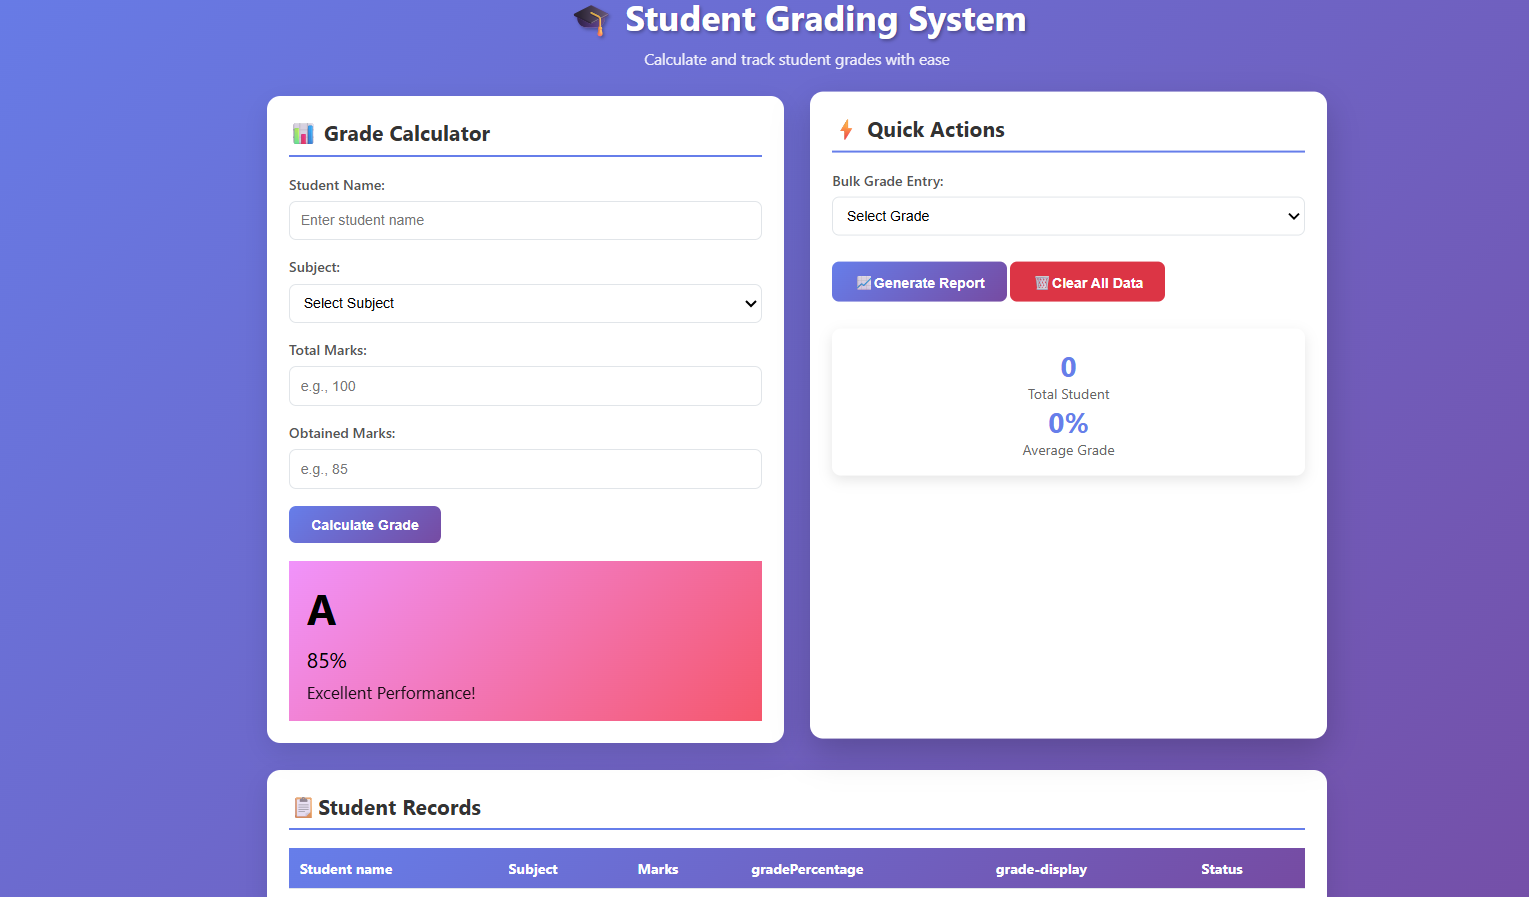 Student Grading System
Calculate and track student grades with ease
Grade Calculator
Student Name:
Enter student name
Subject:
Select Subject
Total Marks:
e.g., 100
Obtained Marks:
e.g., 85
Calculate Grade
A
85%
Excellent Performance!
Quick Actions
Bulk Grade Entry:
Select Grade
Generate Report Clear All Data
0
Total Student
0%
Average Grade
Student Records
Student name Subject Marks gradePercentage grade-display Status